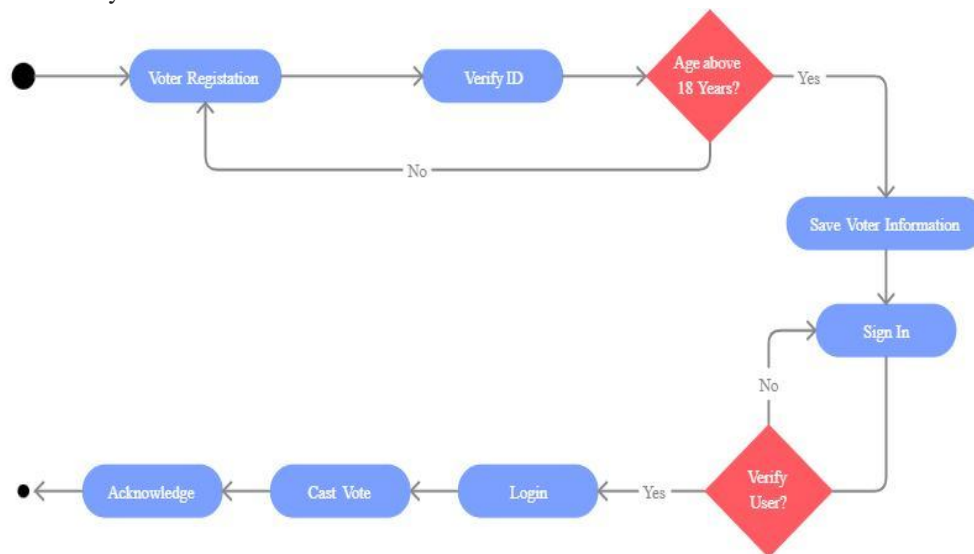 Voter Registation
Verify ID
Age above
18 Years?
Yes
No
Save Voter Information
Sign In
No
Verify
User?
Yes
Login
Cast Vote
Acknowledge